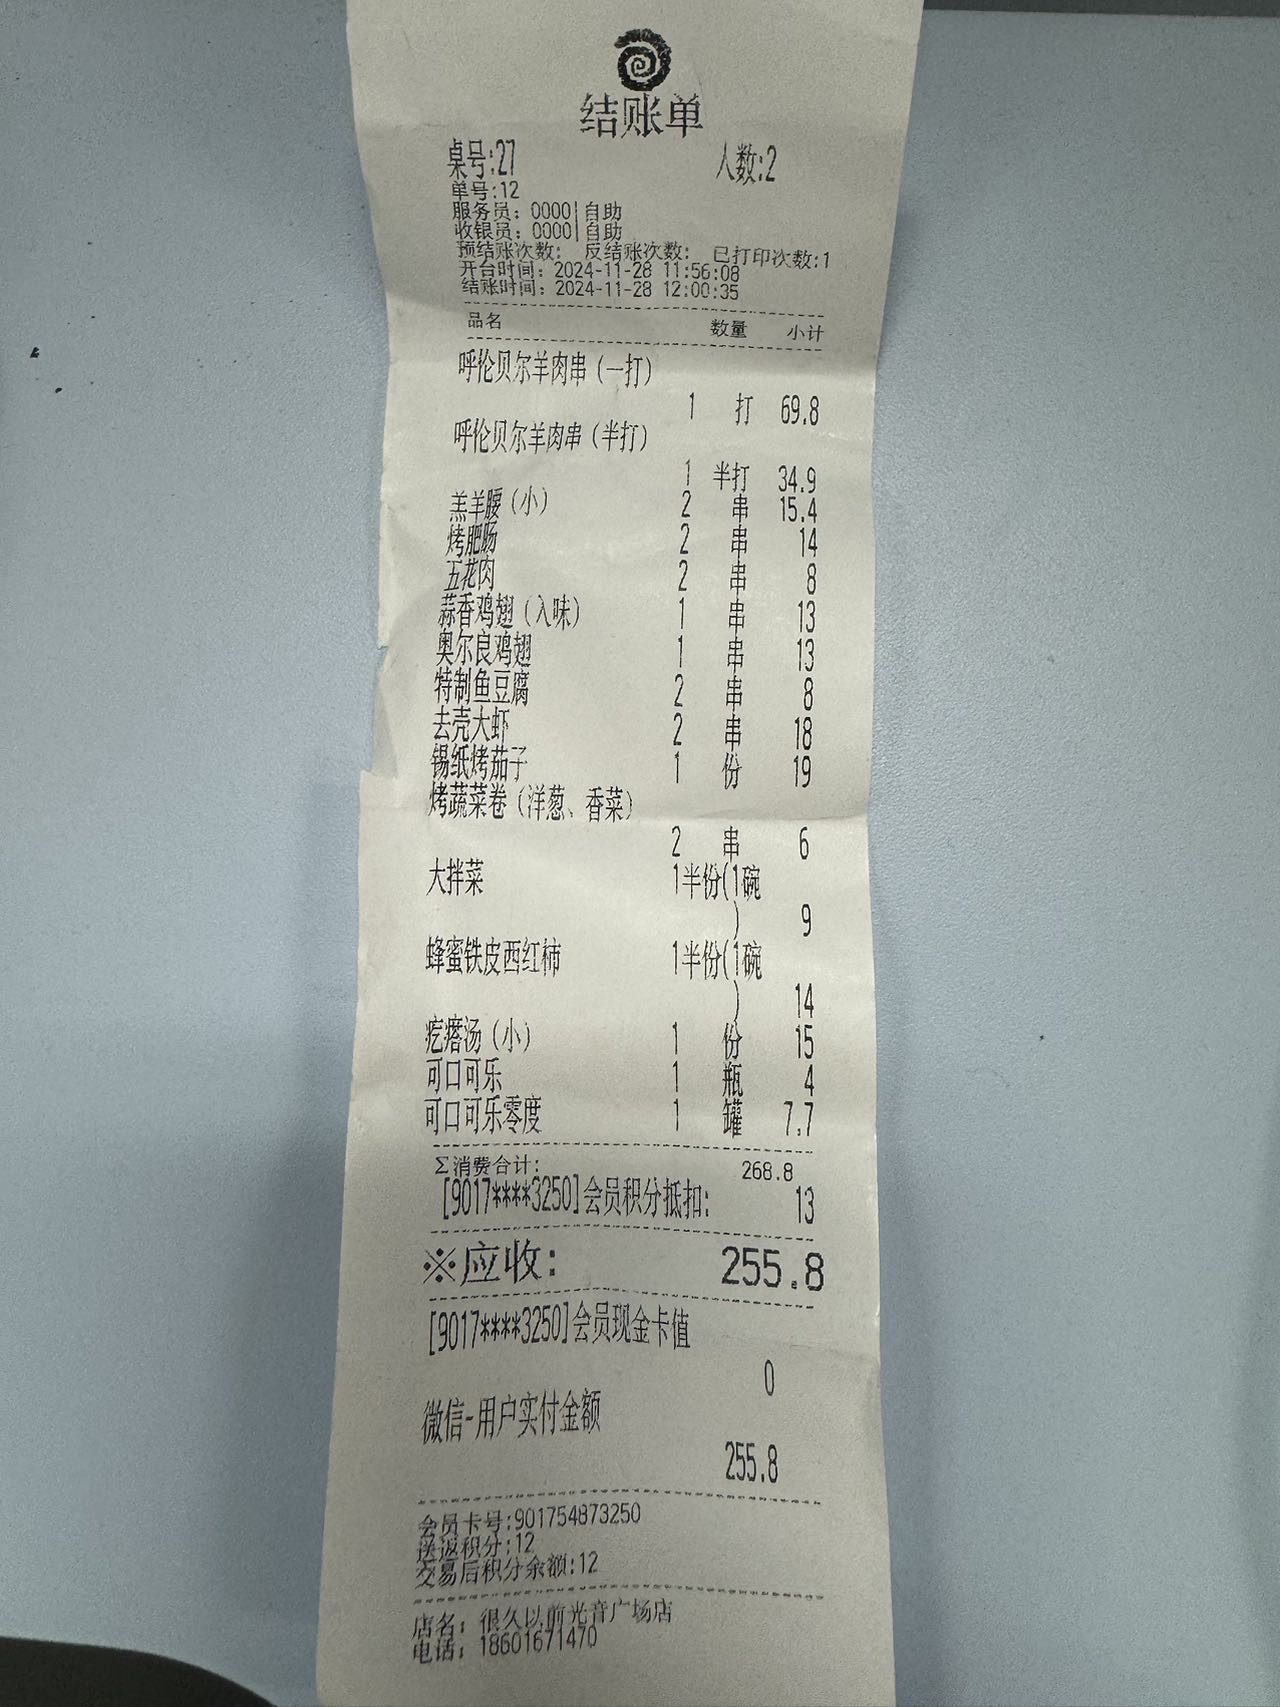 结账单
桌号:27 人数:2
单号:12
服务员: 0000|自助
收银员: 0000|自助
预结账次数: 反结账次数: 已打印次数:1
开台时间: 2024-11-28 11:56:08
结账时间: 2024-11-28 12:00:35
品名 数量 小计
呼伦贝尔羊肉串(一打)
1 打 69.8
呼伦贝尔羊肉串(半打)
1 半打 34.9
羔羊腰(小) 2 串 15.4
烤肥肠 2 串 14
五花肉 2 串 8
蒜香鸡翅(入味) 1 串 13
奥尔良鸡翅 1 串 13
特制鱼豆腐 2 串 8
去壳大虾 2 串 18
锡纸烤茄子 1 份 19
烤蔬菜卷(洋葱、香菜)
2 串 6
大拌菜 1半份(1碗
) 9
蜂蜜铁皮西红柿 1半份(1碗
) 14
疙瘩汤(小) 1 份 15
可口可乐 1 瓶 4
可口可乐零度 1 罐 7.7
Σ消费合计: 268.8
[9017****3250]会员积分抵扣: 13
※应收: 255.8
[9017****3250]会员现金卡值
0
微信-用户实付金额
255.8
会员卡号:901754873250
返积分:12
交易后积分余额:12
店名: 很久以前光音广场店
电话: 18601671470